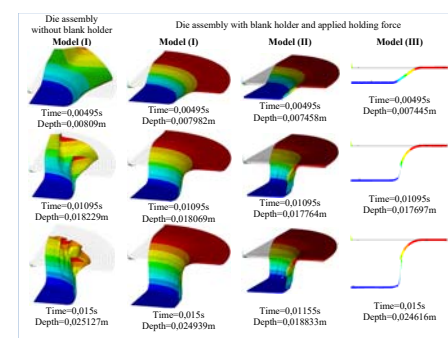 Die assembly
without blank holder
Die assembly with blank holder and applied holding force
Model (I)
Model (I)
Model (II)
Model (III)
Time=0,00495s
Depth=0,00809m
Time=0,00495s
Depth=0,007982m
Time=0,00495s
Depth=0,007458m
Time=0,00495s
Depth=0,007445m
Time=0,01095s
Depth=0,018229m
Time=0,01095s
Depth=0,018069m
Time=0,01095s
Depth=0,017764m
Time=0,01095s
Depth=0,017697m
Time=0,015s
Depth=0,025127m
Time=0,015s
Depth=0,024939m
Time=0,01155s
Depth=0,018833m
Time=0,015s
Depth=0,024616m